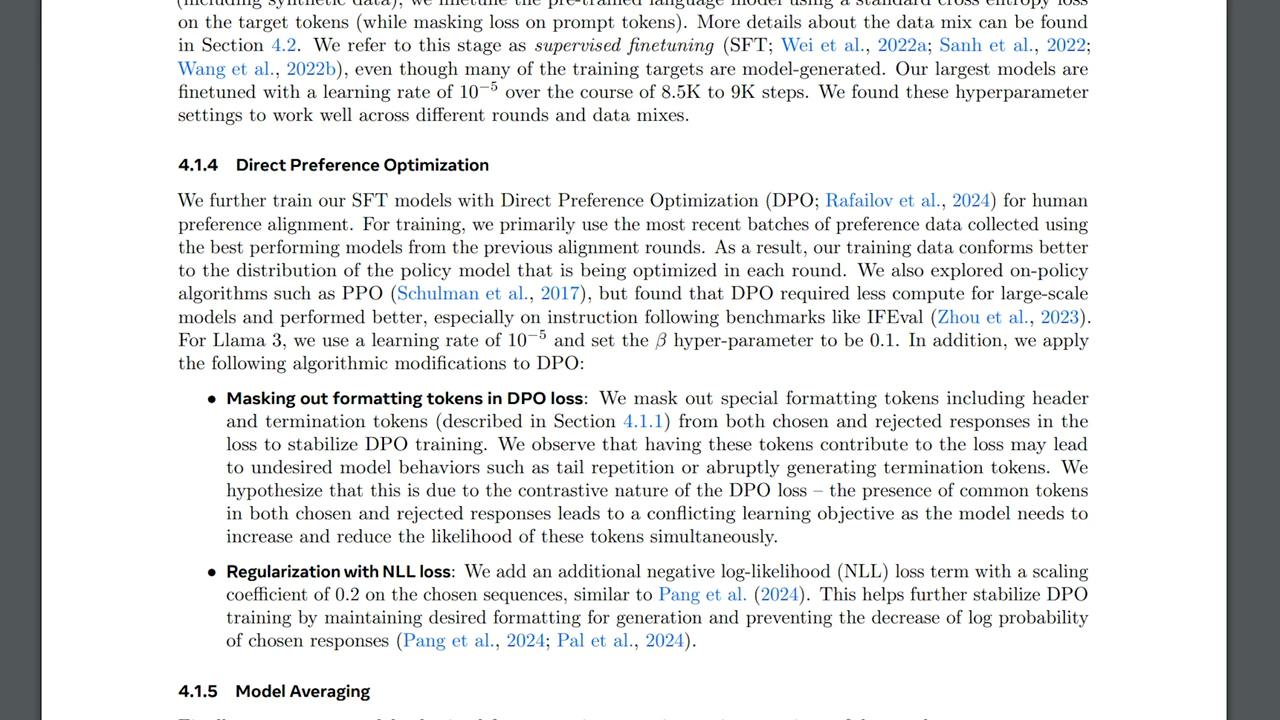 (including synthetic data), we finetune the pre-trained language model using a standard cross entropy loss
on the target tokens (while masking loss on prompt tokens). More details about the data mix can be found
in Section 4.2. We refer to this stage as supervised finetuning (SFT; Wei et al., 2022a; Sanh et al., 2022;
Wang et al., 2022b), even though many of the training targets are model-generated. Our largest models are
finetuned with a learning rate of 10⁻⁵ over the course of 8.5K to 9K steps. We found these hyperparameter
settings to work well across different rounds and data mixes.
4.1.4 Direct Preference Optimization
We further train our SFT models with Direct Preference Optimization (DPO; Rafailov et al., 2024) for human
preference alignment. For training, we primarily use the most recent batches of preference data collected using
the best performing models from the previous alignment rounds. As a result, our training data conforms better
to the distribution of the policy model that is being optimized in each round. We also explored on-policy
algorithms such as PPO (Schulman et al., 2017), but found that DPO required less compute for large-scale
models and performed better, especially on instruction following benchmarks like IFEval (Zhou et al., 2023).
For Llama 3, we use a learning rate of 10⁻⁵ and set the β hyper-parameter to be 0.1. In addition, we apply
the following algorithmic modifications to DPO:
• Masking out formatting tokens in DPO loss: We mask out special formatting tokens including header
and termination tokens (described in Section 4.1.1) from both chosen and rejected responses in the
loss to stabilize DPO training. We observe that having these tokens contribute to the loss may lead
to undesired model behaviors such as tail repetition or abruptly generating termination tokens. We
hypothesize that this is due to the contrastive nature of the DPO loss – the presence of common tokens
in both chosen and rejected responses leads to a conflicting learning objective as the model needs to
increase and reduce the likelihood of these tokens simultaneously.
• Regularization with NLL loss: We add an additional negative log-likelihood (NLL) loss term with a scaling
coefficient of 0.2 on the chosen sequences, similar to Pang et al. (2024). This helps further stabilize DPO
training by maintaining desired formatting for generation and preventing the decrease of log probability
of chosen responses (Pang et al., 2024; Pal et al., 2024).
4.1.5 Model Averaging